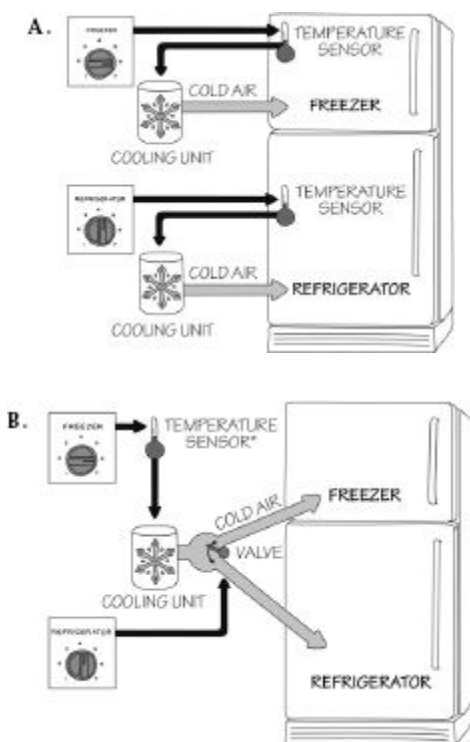 A.
FREEZER
TEMPERATURE
SENSOR
COLD AIR
FREEZER
COOLING UNIT
REFRIGERATOR
TEMPERATURE
SENSOR
COLD AIR
REFRIGERATOR
COOLING UNIT
B.
FREEZER
TEMPERATURE
SENSOR*
COLD AIR
FREEZER
VALVE
COOLING UNIT
REFRIGERATOR
REFRIGERATOR